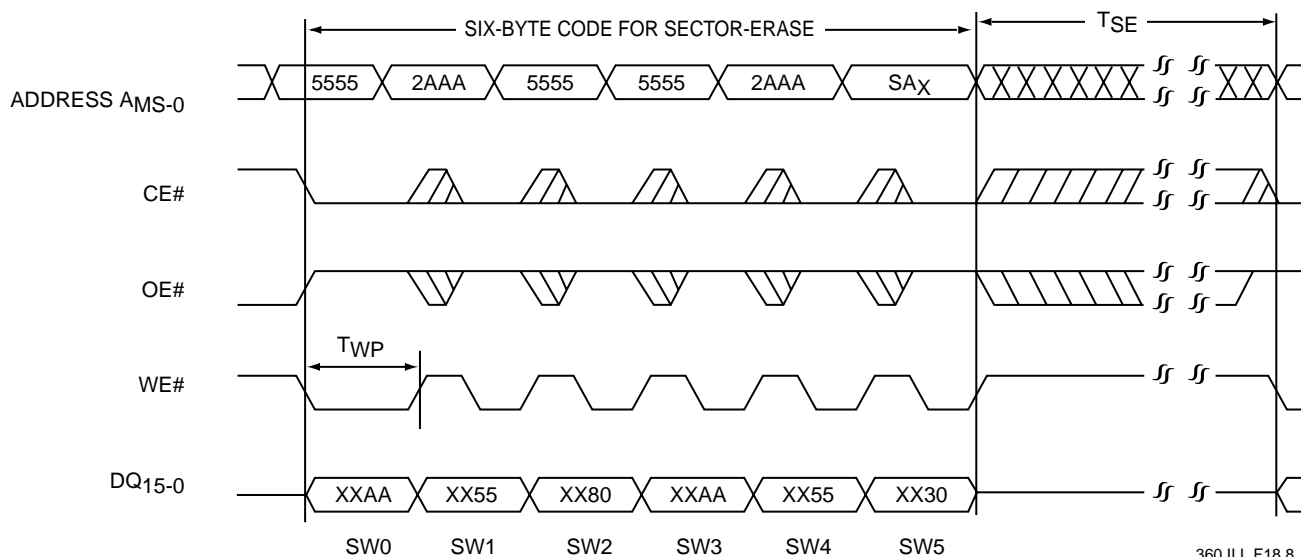 SIX-BYTE CODE FOR SECTOR-ERASE
TSE
ADDRESS AMS-0
5555 2AAA 5555 5555 2AAA SAX
CE#
OE#
TWP
WE#
DQ15-0
XXAA XX55 XX80 XXAA XX55 XX30
SW0 SW1 SW2 SW3 SW4 SW5
360 ILL F18.8